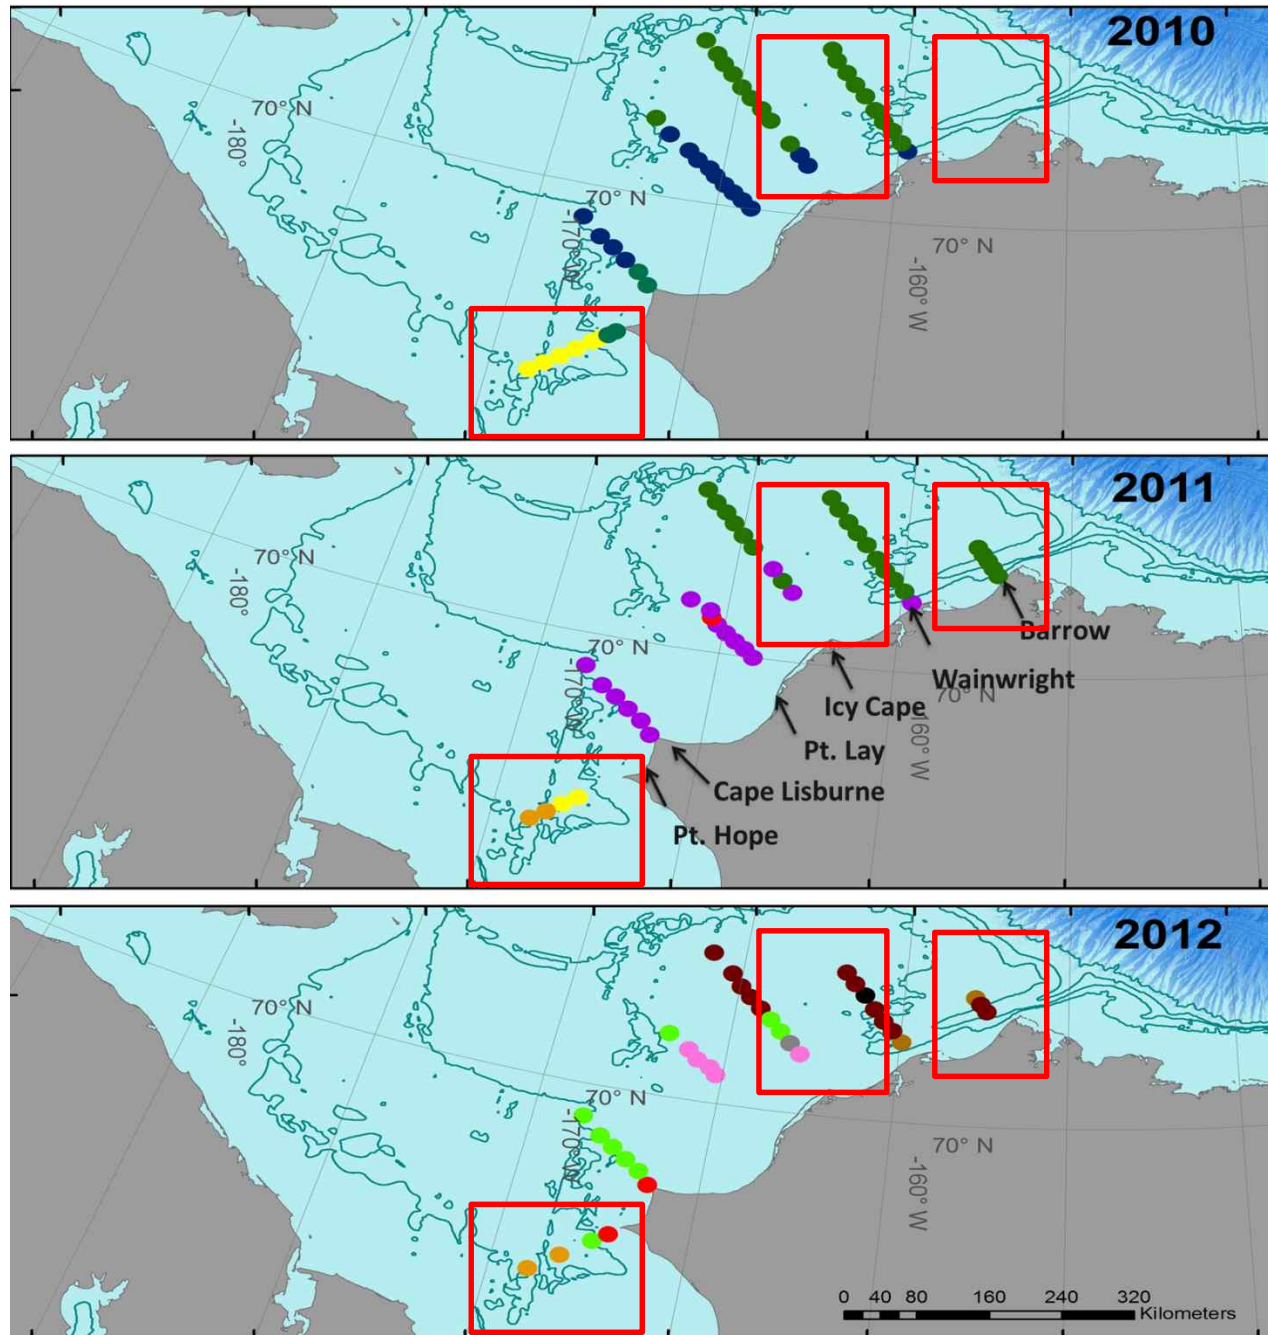 2010
70° N
-180°
70° N
-170° W
70° N
-160° W
2011
70° N
-180°
Barrow
70° N
Wainwright
70° N
-170° W
Icy Cape
-160° W
Pt. Lay
Cape Lisburne
Pt. Hope
2012
70° N
-180°
70° N
-170° W
70° N
-160° W
0 40 80 160 240 320
Kilometers